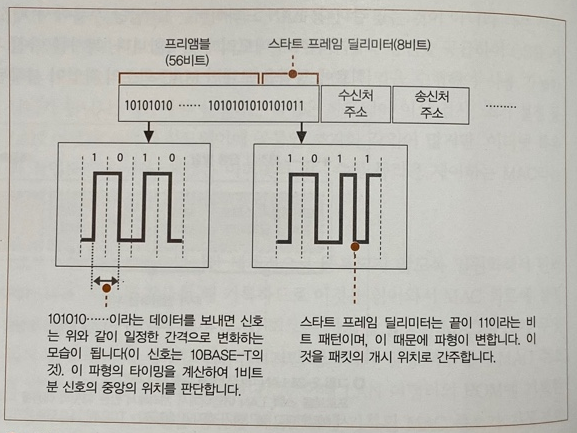 프리앰블
(56비트)
스타트 프레임 딜리미터(8비트)
10101010 …… 1010101010101011
수신처
주소
송신처
주소
………
1 0 1 0
1 0 1 1
101010……이라는 데이터를 보내면 신호
는 위와 같이 일정한 간격으로 변화하는
모습이 됩니다(이 신호는 10BASE-T의
것). 이 파형의 타이밍을 계산하여 1비트
분 신호의 중앙의 위치를 판단합니다.
스타트 프레임 딜리미터는 끝이 11이라는 비
트 패턴이며, 이 때문에 파형이 변합니다. 이
것을 패킷의 개시 위치로 간주합니다.